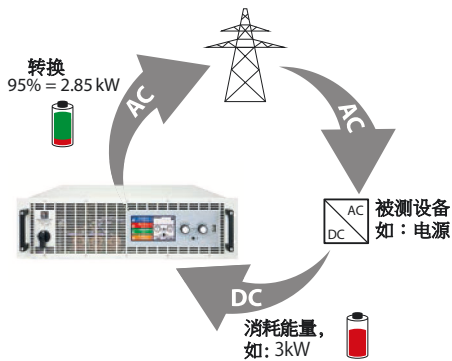 转换
95% = 2.85 kW
AC
AC
AC
DC
被测设备
如：电源
DC
消耗能量，
如: 3kW